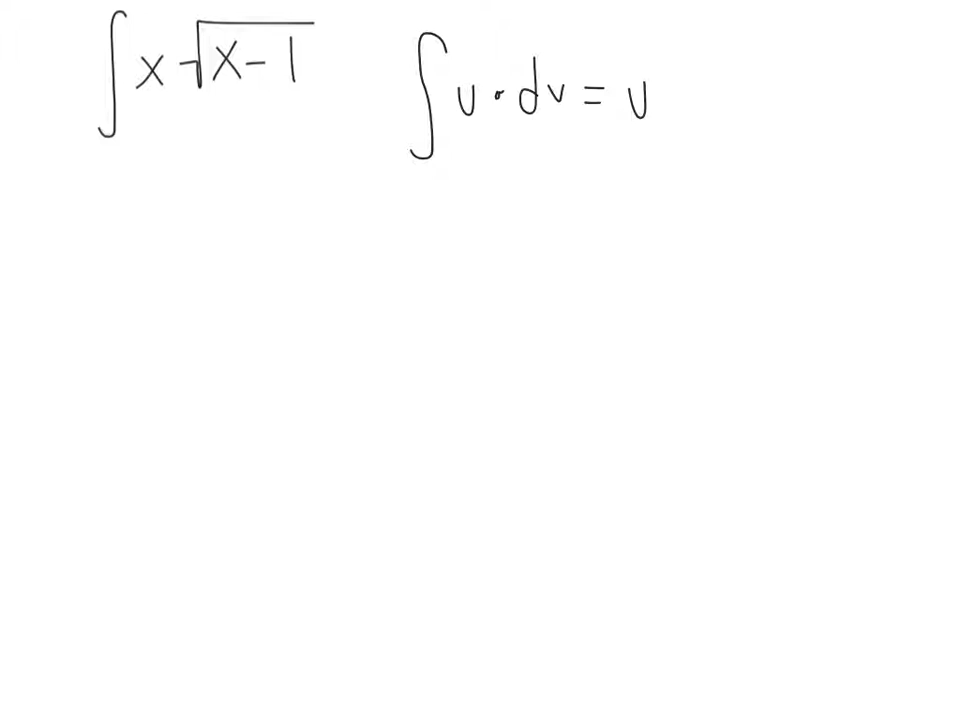 ∫ x √x-1
∫ u · dv = u